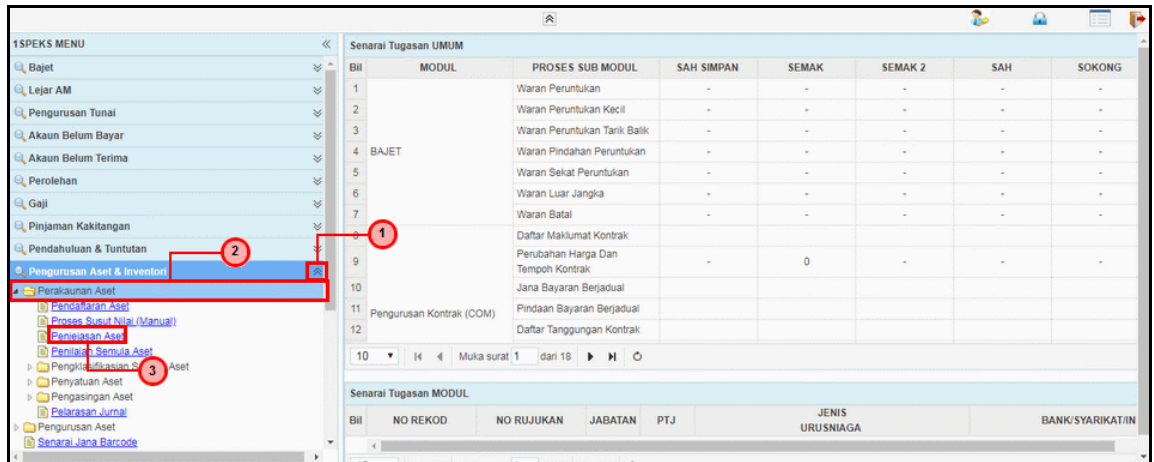 1SPEKS MENU
Bajet
Lejar AM
Pengurusan Tunai
Akaun Belum Bayar
Akaun Belum Terima
Perolehan
Gaji
Pinjaman Kakitangan
Pendahuluan & Tuntutan
Pengurusan Aset & Inventori
Perakaunan Aset
Pendaftaran Aset
Proses Susut Nilai (Manual)
Penjejasan Aset
Penilaian Semula Aset
Pengklasifikasian S Aset
Penyatuan Aset
Pengasingan Aset
Pelarasan Jurnal
Pengurusan Aset
Senarai Jana Barcode
1
2
3
Senarai Tugasan UMUM
Bil MODUL PROSES SUB MODUL SAH SIMPAN SEMAK SEMAK 2 SAH SOKONG
1 Waran Peruntukan - - - - -
2 Waran Peruntukan Kecil - - - - -
3 Waran Peruntukan Tarik Balik - - - - -
4 BAJET Waran Pindahan Peruntukan - - - - -
5 Waran Sekat Peruntukan - - - - -
6 Waran Luar Jangka - - - - -
7 Waran Batal - - - - -
8 Daftar Maklumat Kontrak
9 Perubahan Harga Dan - 0 - - -
Tempoh Kontrak
10 Jana Bayaran Berjadual
11 Pengurusan Kontrak (COM) Pindaan Bayaran Berjadual
12 Daftar Tanggungan Kontrak
10 Muka surat 1 dari 18
Senarai Tugasan MODUL
Bil NO REKOD NO RUJUKAN JABATAN PTJ JENIS BANK/SYARIKAT/IN
URUSNIAGA